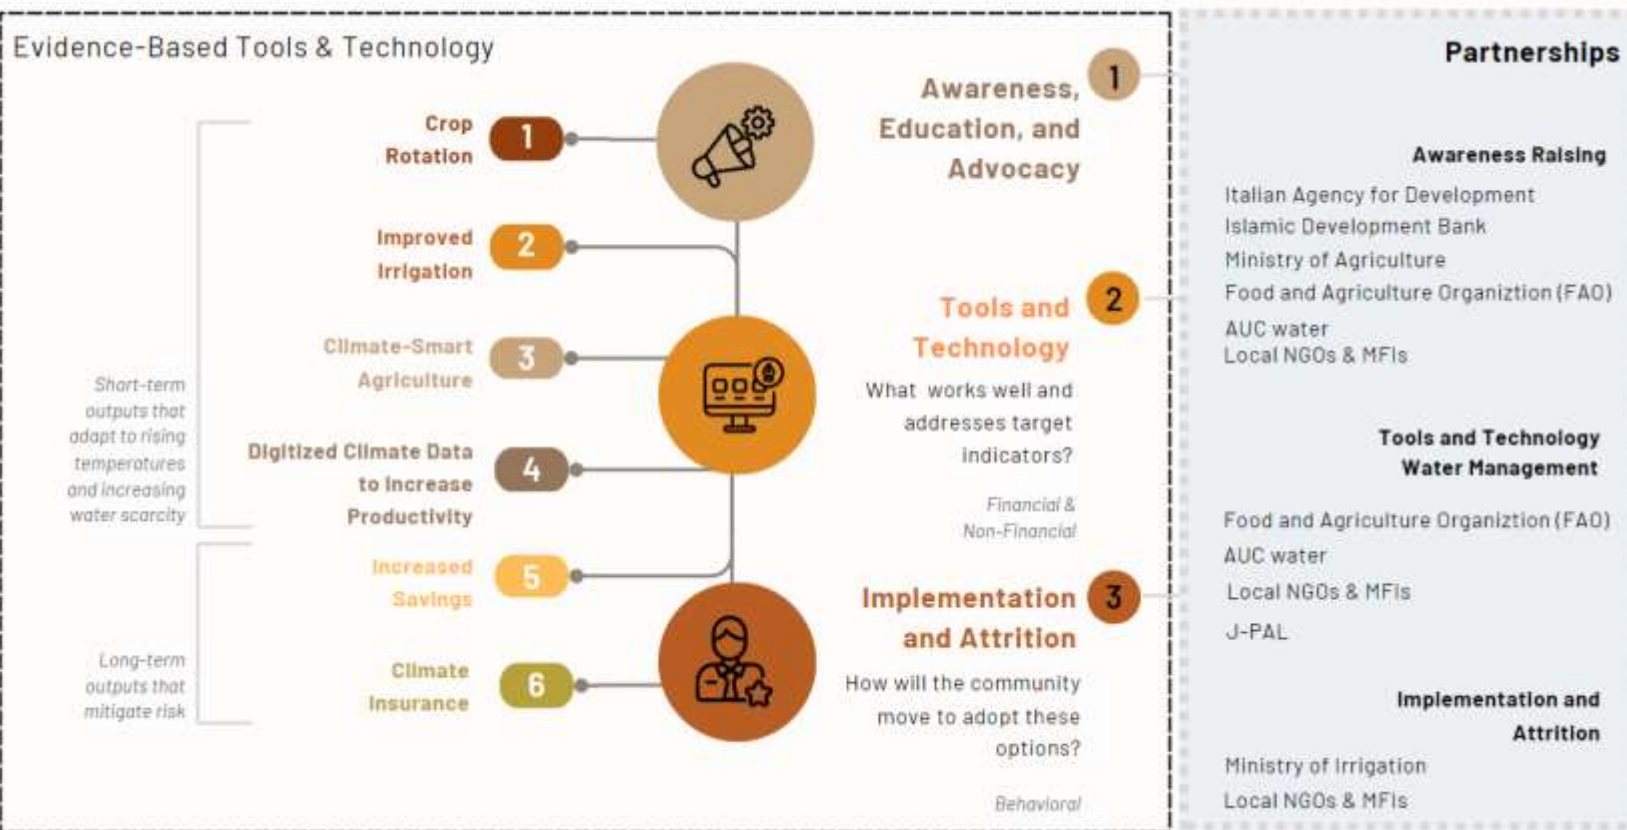 Evidence-Based Tools & Technology
Crop
Rotation
1
Improved
Irrigation
2
Climate-Smart
Agriculture
3
Digitized Climate Data
to Increase
Productivity
4
Increased
Savings
5
Climate
Insurance
6
Short-term
outputs that
adapt to rising
temperatures
and increasing
water scarcity
Long-term
outputs that
mitigate risk
Awareness,
Education, and
Advocacy
1
Tools and
Technology
2
What works well and
addresses target
indicators?
Financial &
Non-Financial
Implementation
and Attrition
3
How will the community
move to adopt these
options?
Behavioral
Partnerships
Awareness Raising
Italian Agency for Development
Islamic Development Bank
Ministry of Agriculture
Food and Agriculture Organiztion (FAO)
AUC water
Local NGOs & MFIs
Tools and Technology
Water Management
Food and Agriculture Organiztion (FAO)
AUC water
Local NGOs & MFIs
J-PAL
Implementation and
Attrition
Ministry of Irrigation
Local NGOs & MFIs